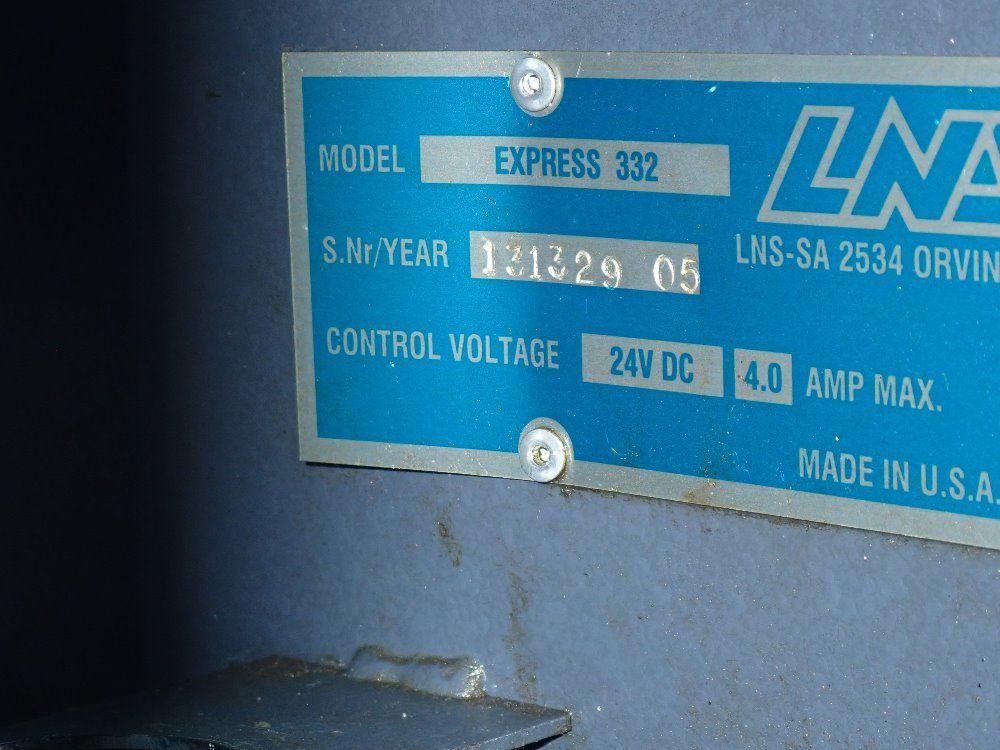 MODEL EXPRESS 332
LNS
S.Nr/YEAR 131329 05
LNS-SA 2534 ORVIN
CONTROL VOLTAGE 24V DC 4.0 AMP MAX.
MADE IN U.S.A.